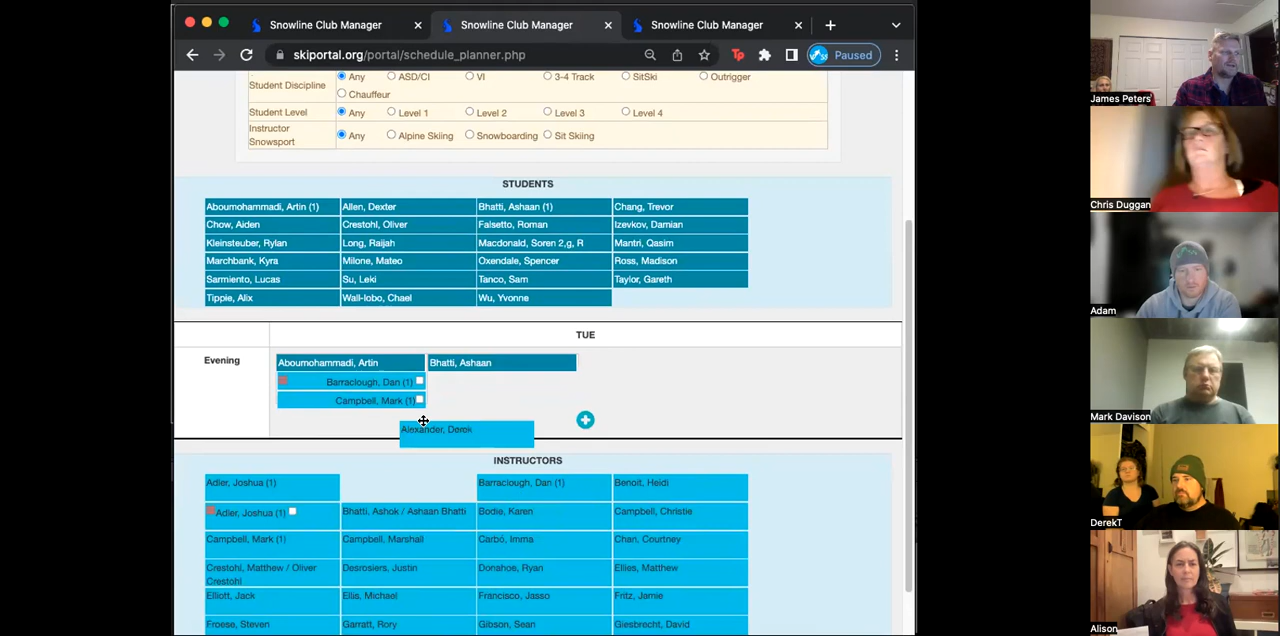 Snowline Club Manager
Snowline Club Manager
Snowline Club Manager
skiportal.org/portal/schedule_planner.php
Tp
Paused
Student Discipline
Any ASD/CI VI 3-4 Track SitSki Outrigger
Chauffeur
Student Level Any Level 1 Level 2 Level 3 Level 4
Instructor Snowsport Any Alpine Skiing Snowboarding Sit Skiing
STUDENTS
Aboumohammadi, Artin (1) Allen, Dexter Bhatti, Ashaan (1) Chang, Trevor
Chow, Aiden Crestohl, Oliver Falsetto, Roman Izevkov, Damian
Kleinsteuber, Rylan Long, Raijah Macdonald, Soren 2,g, R Mantri, Qasim
Marchbank, Kyra Milone, Mateo Oxendale, Spencer Ross, Madison
Sarmiento, Lucas Su, Leki Tanco, Sam Taylor, Gareth
Tippie, Alix Wall-lobo, Chael Wu, Yvonne
TUE
Evening
Aboumohammadi, Artin Bhatti, Ashaan
Barraclough, Dan (1)
Campbell, Mark (1)
Alexander, Derek
INSTRUCTORS
Adler, Joshua (1) Barraclough, Dan (1) Benoit, Heidi
Adler, Joshua (1) Bhatti, Ashok / Ashaan Bhatti Bodie, Karen Campbell, Christie
Campbell, Mark (1) Campbell, Marshall Carbó, Imma Chan, Courtney
Crestohl, Matthew / Oliver Crestohl Desrosiers, Justin Donahoe, Ryan Ellies, Matthew
Elliott, Jack Ellis, Michael Francisco, Jasso Fritz, Jamie
Froese, Steven Garratt, Rory Gibson, Sean Giesbrecht, David
James Peters
Chris Duggan
Adam
Mark Davison
DerekT
Alison